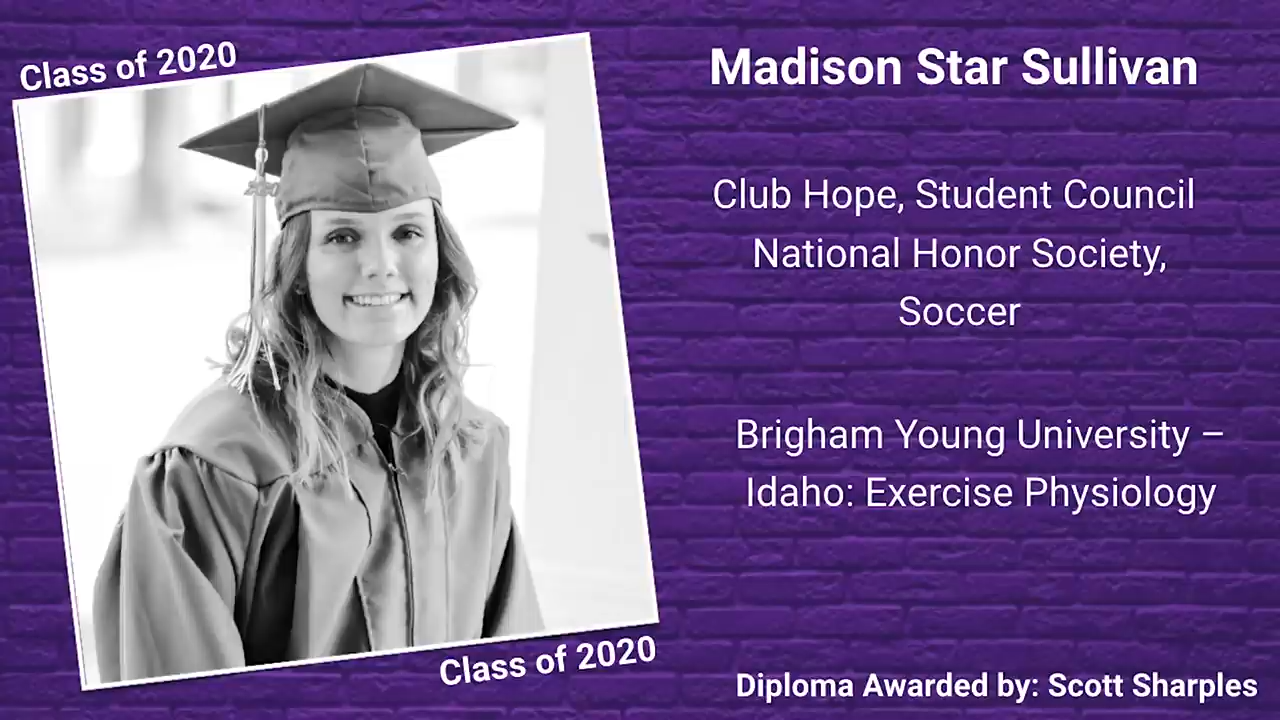 Class of 2020
Madison Star Sullivan
Club Hope, Student Council
National Honor Society,
Soccer
Brigham Young University –
Idaho: Exercise Physiology
Class of 2020
Diploma Awarded by: Scott Sharples